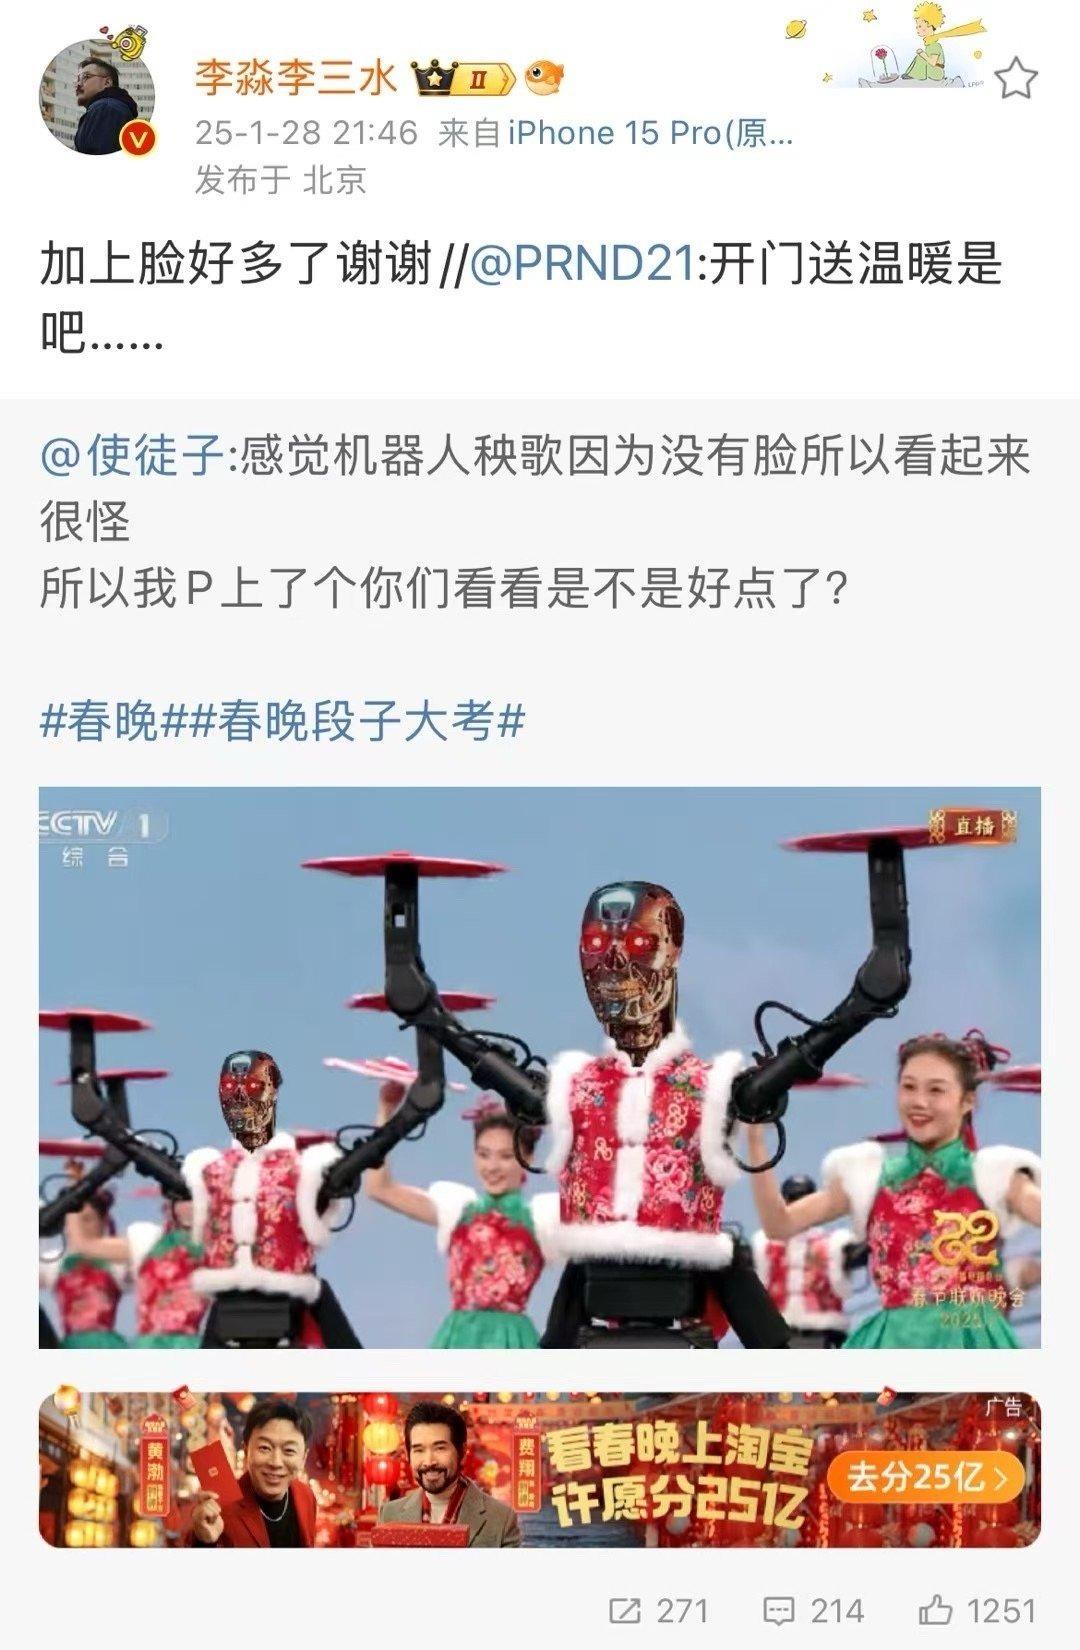 李淼李三水
II
25-1-28 21:46 来自 iPhone 15 Pro(原...
发布于 北京
加上脸好多了谢谢//@PRND21:开门送温暖是
吧......
@使徒子:感觉机器人秧歌因为没有脸所以看起来
很怪
所以我P上了个你们看看是不是好点了?
#春晚##春晚段子大考#
CCTV 1
综合
直播
春节联欢晚会
2025
广告
黄渤
费翔
看春晚上淘宝
许愿分25亿
去分25亿
271
214
1251